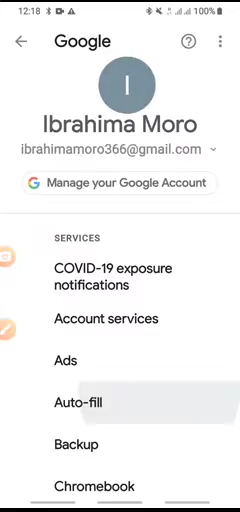 12:18 100%
Google
I
Ibrahima Moro
ibrahimamoro366@gmail.com
G Manage your Google Account
SERVICES
COVID-19 exposure
notifications
Account services
Ads
Auto-fill
Backup
Chromebook